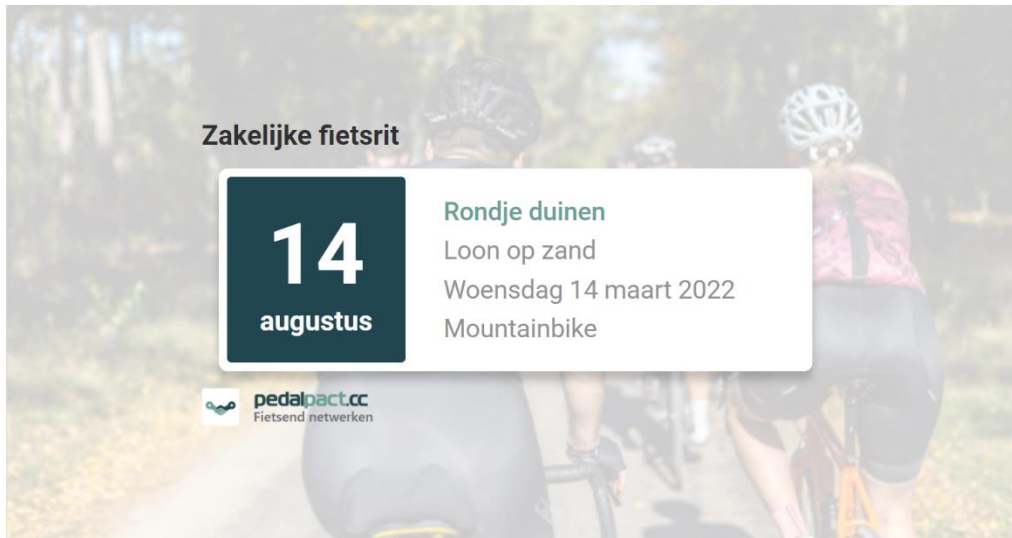 Zakelijke fietsrit
14
augustus
Rondje duinen
Loon op zand
Woensdag 14 maart 2022
Mountainbike
pedalpact.cc
Fietsend netwerken